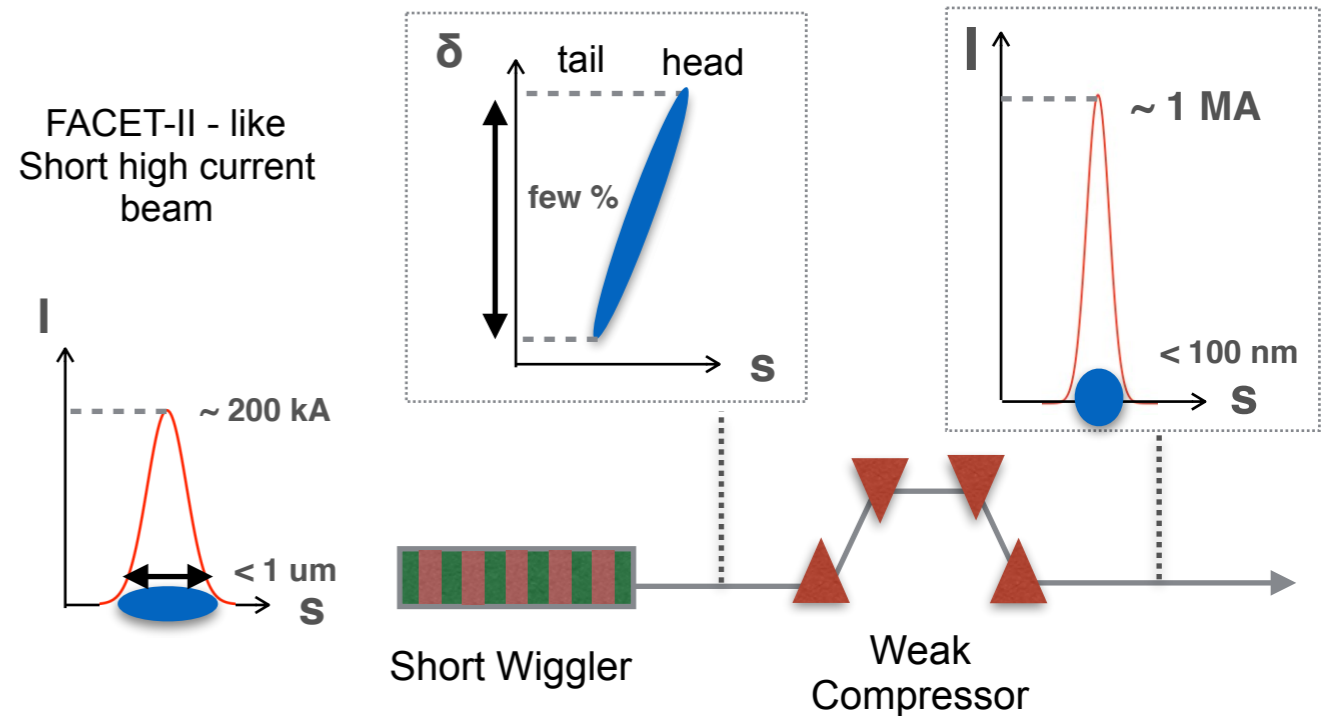 FACET-II - like
Short high current
beam
I
~ 200 kA
< 1 um
s
δ
tail head
few %
s
I
~ 1 MA
< 100 nm
s
Short Wiggler
Weak
Compressor